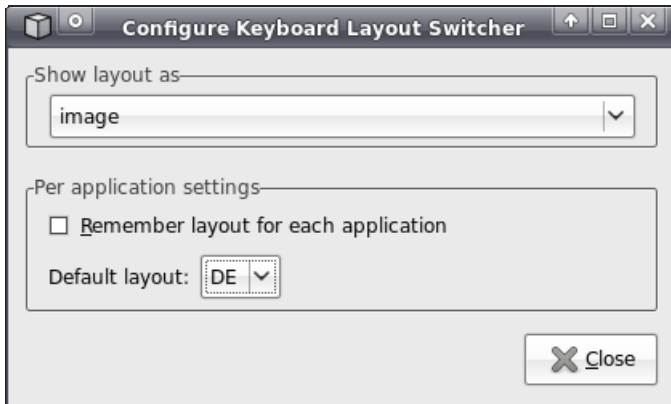 Configure Keyboard Layout Switcher
Show layout as
image
Per application settings
Remember layout for each application
Default layout: DE
Close